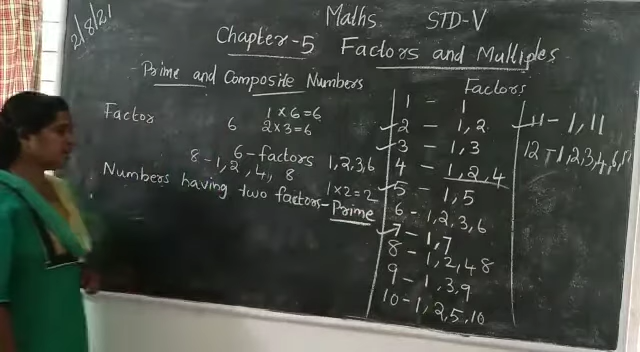 2/8/21
Maths STD-V
Chapter-5 Factors and Multiples
Prime and Composite Numbers
Factor
1 × 6 = 6
6 2 × 3 = 6
6 - factors 1, 2, 3, 6
8 - 1, 2, 4, 8
1 × 2 = 2
Numbers having two factors - Prime
Factors
1 - 1
✓2 - 1, 2
✓3 - 1, 3
4 - 1, 2, 4
✓5 - 1, 5
6 - 1, 2, 3, 6
✓7 - 1, 7
8 - 1, 2, 4 8
9 - 1, 3, 9
10 - 1, 2, 5, 10
✓11 - 1, 11
12 - 1, 2, 3, 4, 6,